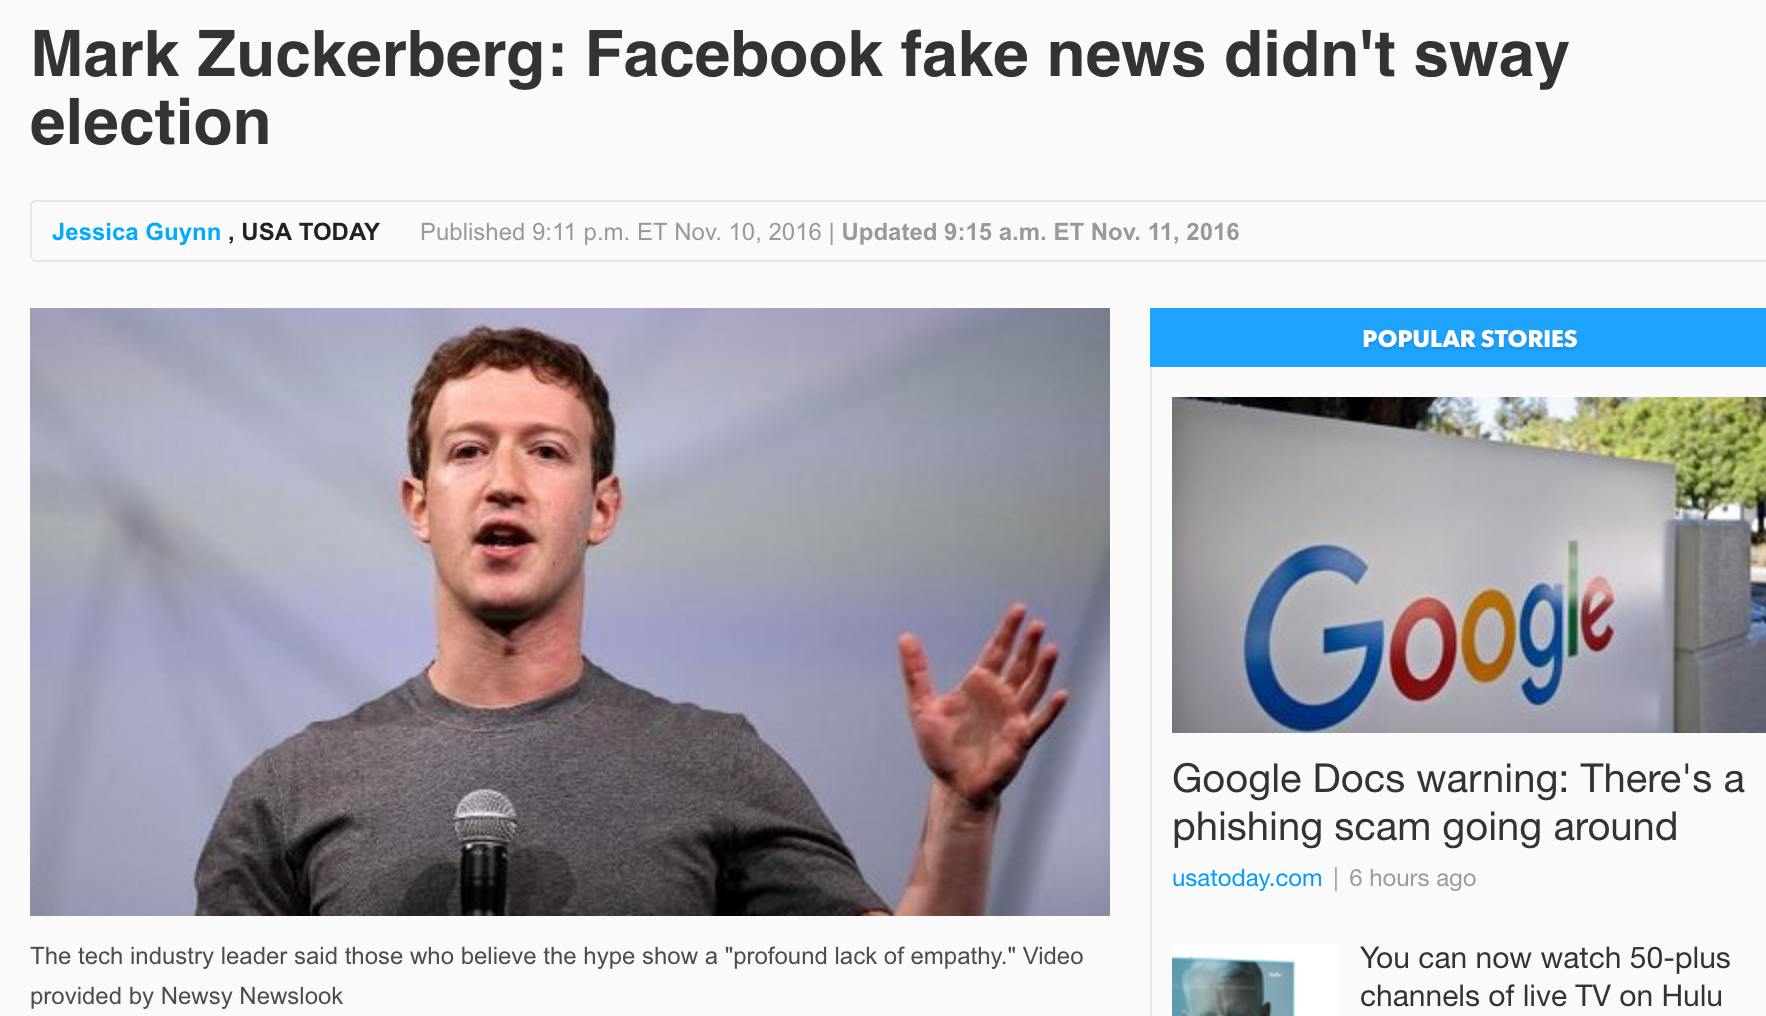 Mark Zuckerberg: Facebook fake news didn't sway
election
Jessica Guynn , USA TODAY Published 9:11 p.m. ET Nov. 10, 2016 | Updated 9:15 a.m. ET Nov. 11, 2016
The tech industry leader said those who believe the hype show a "profound lack of empathy." Video
provided by Newsy Newslook
POPULAR STORIES
Google
Google Docs warning: There's a
phishing scam going around
usatoday.com | 6 hours ago
You can now watch 50-plus
channels of live TV on Hulu